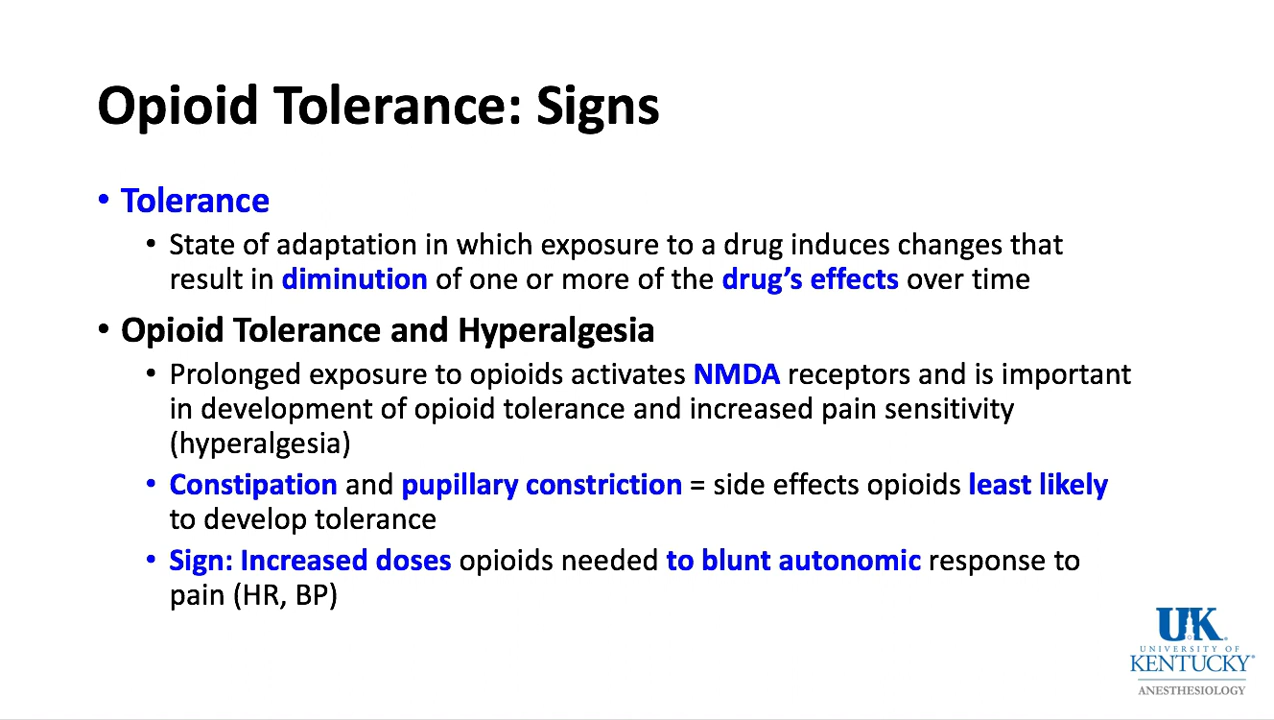 Opioid Tolerance: Signs
• Tolerance
• State of adaptation in which exposure to a drug induces changes that
result in diminution of one or more of the drug's effects over time
• Opioid Tolerance and Hyperalgesia
• Prolonged exposure to opioids activates NMDA receptors and is important
in development of opioid tolerance and increased pain sensitivity
(hyperalgesia)
• Constipation and pupillary constriction = side effects opioids least likely
to develop tolerance
• Sign: Increased doses opioids needed to blunt autonomic response to
pain (HR, BP)
UK
UNIVERSITY OF
KENTUCKY
ANESTHESIOLOGY